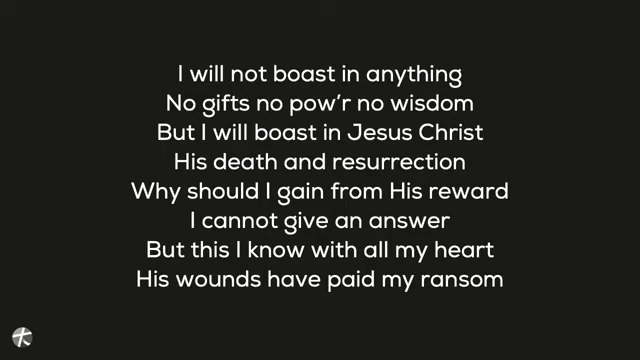 I will not boast in anything
No gifts no pow'r no wisdom
But I will boast in Jesus Christ
His death and resurrection
Why should I gain from His reward
I cannot give an answer
But this I know with all my heart
His wounds have paid my ransom